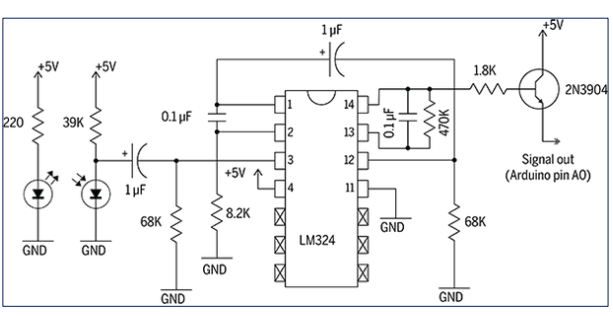 1 µF
+5V
+5V
+5V
220
39K
0.1 µF
1
2
3
4
14
13
12
11
0.1 µF
470K
1.8K
2N3904
Signal out
(Arduino pin A0)
+
+
1 µF
+5V
68K
8.2K
LM324
GND
68K
GND
GND
GND
GND
GND